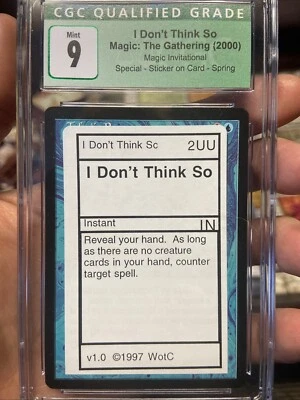 CGC QUALIFIED GRADE
Mint
9
I Don't Think So
Magic: The Gathering (2000)
Magic Invitational
Special - Sticker on Card - Spring
I Don't Think Sc
2UU
I Don't Think So
Instant
IN
Reveal your hand. As long
as there are no creature
cards in your hand, counter
target spell.
v1.0 ©1997 WotC